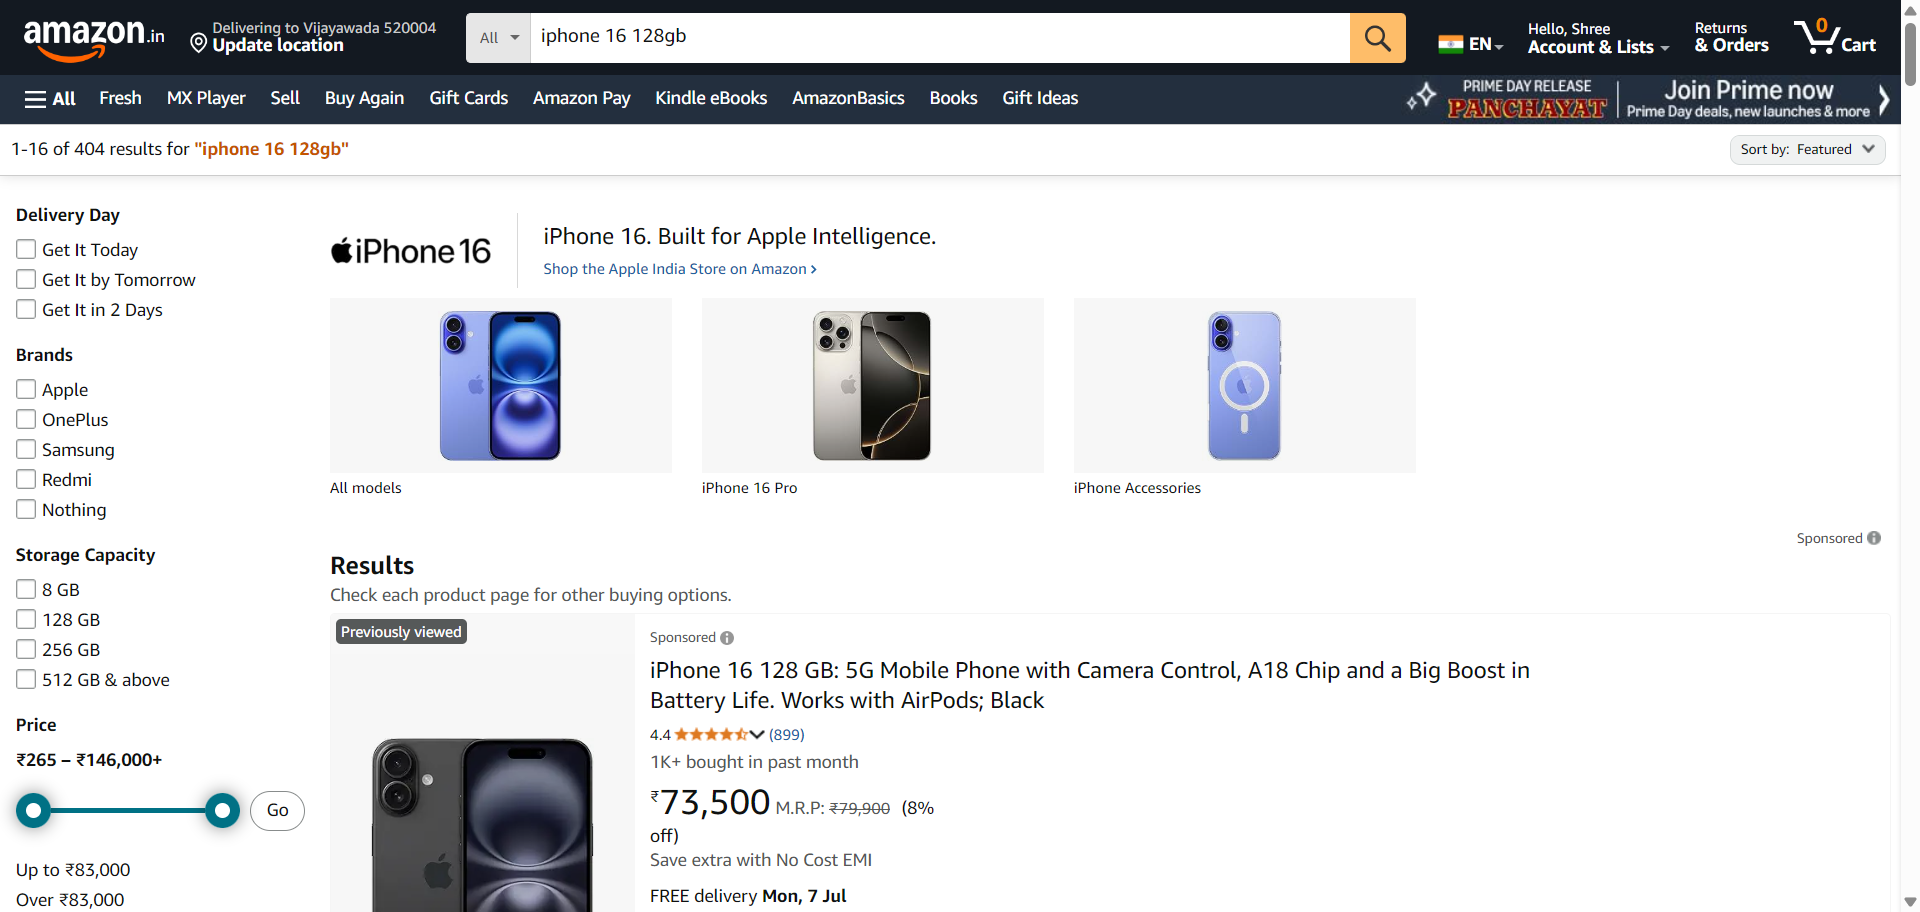 amazon.in
Delivering to Vijayawada 520004
Update location
All
iphone 16 128gb
EN
Hello, Shree
Account & Lists
Returns
& Orders
0
Cart
All
Fresh
MX Player
Sell
Buy Again
Gift Cards
Amazon Pay
Kindle eBooks
AmazonBasics
Books
Gift Ideas
PRIME DAY RELEASE
PANCHAYAT
Join Prime now
Prime Day deals, new launches & more
1-16 of 404 results for "iphone 16 128gb"
Sort by: Featured
Delivery Day
Get It Today
Get It by Tomorrow
Get It in 2 Days
Brands
Apple
OnePlus
Samsung
Redmi
Nothing
Storage Capacity
8 GB
128 GB
256 GB
512 GB & above
Price
₹265 – ₹146,000+
Go
Up to ₹83,000
Over ₹83,000
iPhone 16
iPhone 16. Built for Apple Intelligence.
Shop the Apple India Store on Amazon ›
All models
iPhone 16 Pro
iPhone Accessories
Sponsored
Results
Check each product page for other buying options.
Previously viewed
Sponsored
iPhone 16 128 GB: 5G Mobile Phone with Camera Control, A18 Chip and a Big Boost in
Battery Life. Works with AirPods; Black
4.4 (899)
1K+ bought in past month
₹73,500 M.R.P: ₹79,900 (8%
off)
Save extra with No Cost EMI
FREE delivery Mon, 7 Jul